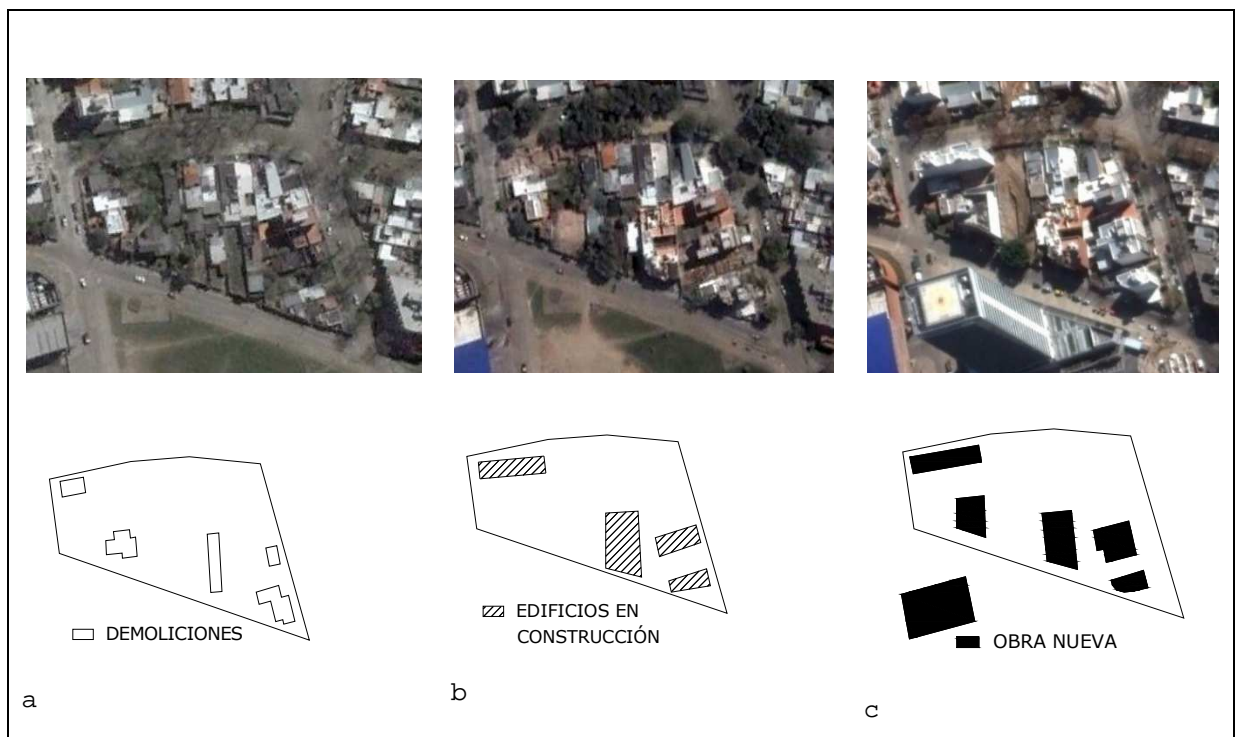 DEMOLICIONES
EDIFICIOS EN
CONSTRUCCIÓN
OBRA NUEVA
a
b
c